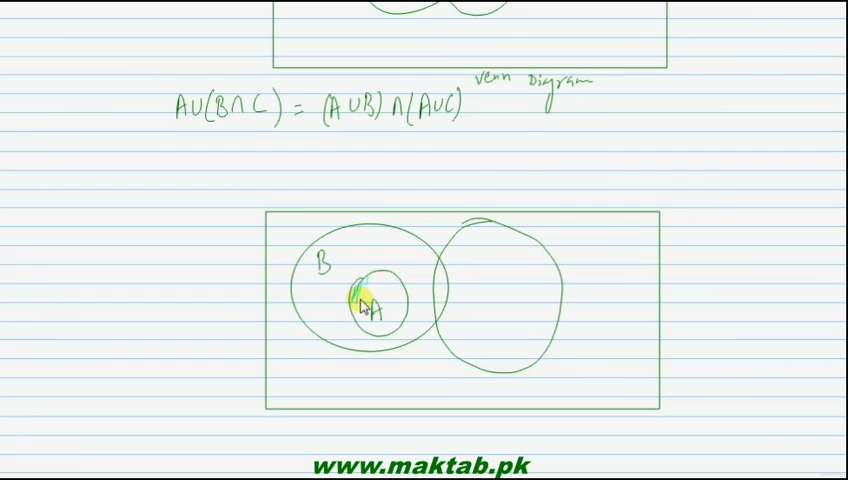 venn Diagram
A∪(B∩C) = (A∪B)∩(A∪C)
B
A
www.maktab.pk